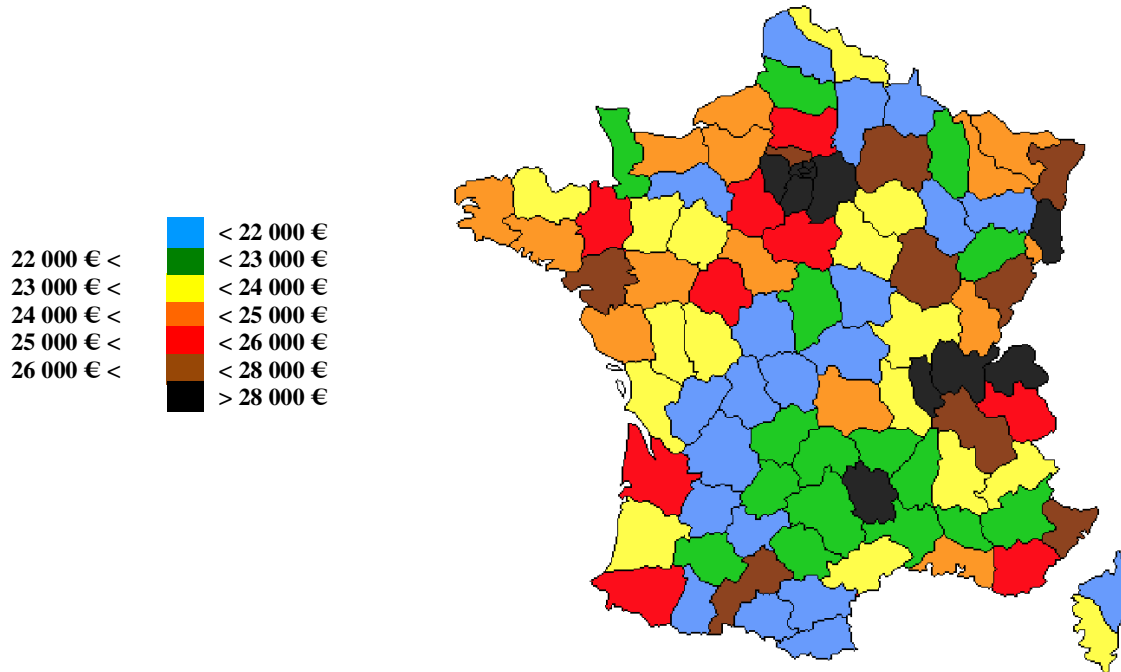 < 22 000 €
22 000 € < < 23 000 €
23 000 € < < 24 000 €
24 000 € < < 25 000 €
25 000 € < < 26 000 €
26 000 € < < 28 000 €
> 28 000 €